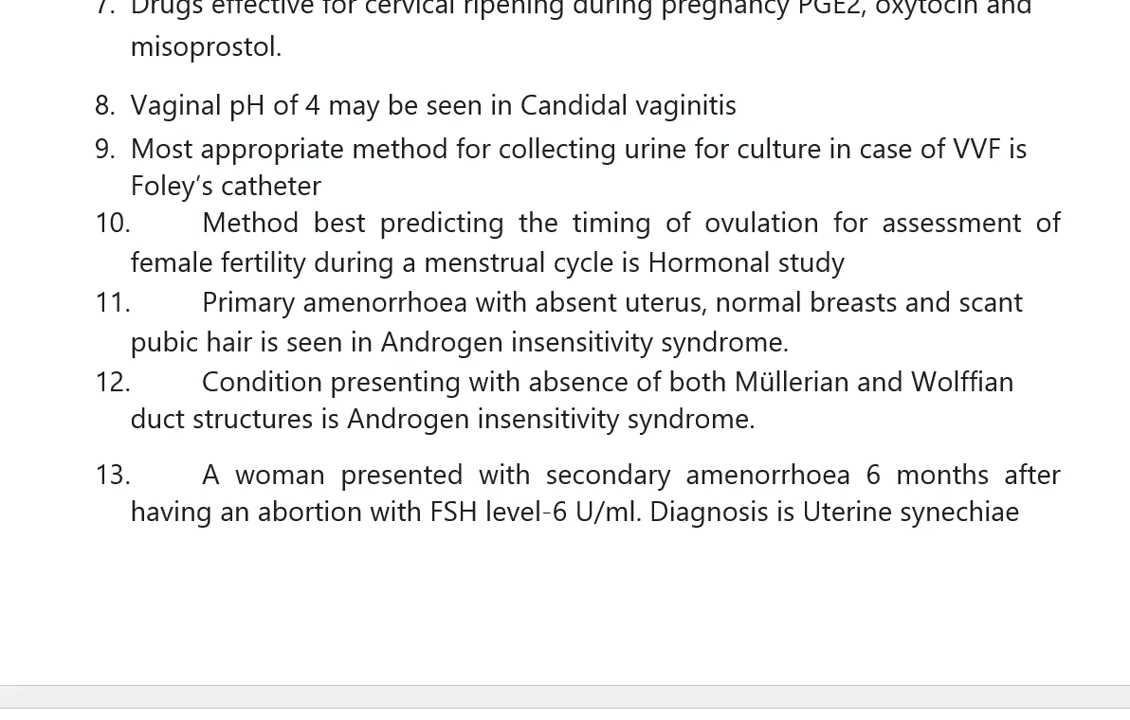 7. Drugs effective for cervical ripening during pregnancy PGE2, oxytocin and
misoprostol.
8. Vaginal pH of 4 may be seen in Candidal vaginitis
9. Most appropriate method for collecting urine for culture in case of VVF is
Foley’s catheter
10. Method best predicting the timing of ovulation for assessment of
female fertility during a menstrual cycle is Hormonal study
11. Primary amenorrhoea with absent uterus, normal breasts and scant
pubic hair is seen in Androgen insensitivity syndrome.
12. Condition presenting with absence of both Müllerian and Wolffian
duct structures is Androgen insensitivity syndrome.
13. A woman presented with secondary amenorrhoea 6 months after
having an abortion with FSH level-6 U/ml. Diagnosis is Uterine synechiae